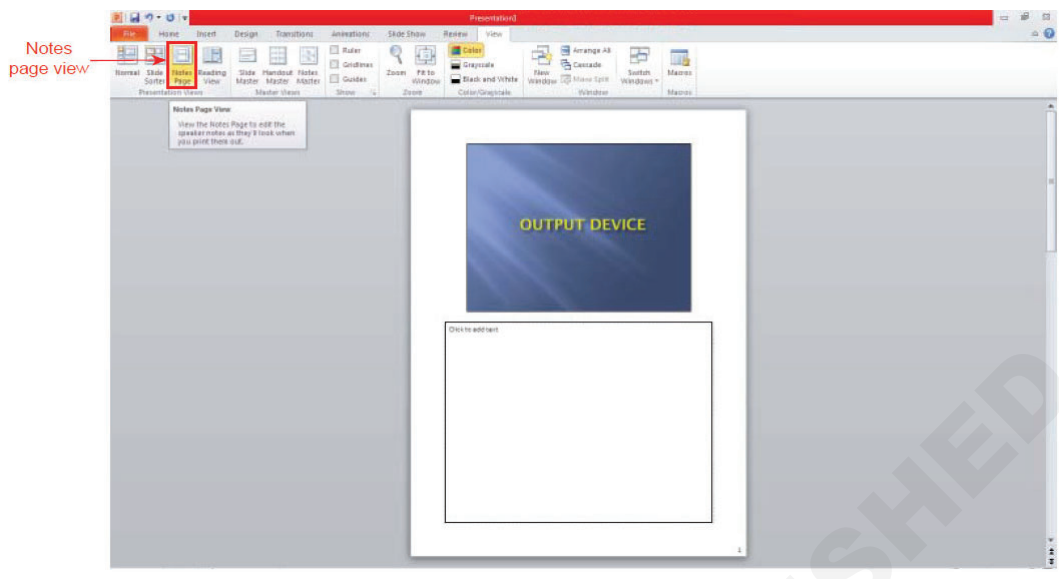 Presentation1
File Home Insert Design Transitions Animations Slide Show Review View
Notes
page view
Normal Slide Sorter Notes Page Reading View
Presentation Views
Slide Master Handout Master Notes Master
Master Views
Ruler
Gridlines
Guides
Show
Zoom Fit to Window
Zoom
Color
Grayscale
Black and White
Color/Grayscale
New Window
Arrange All
Cascade
Move Split
Switch Windows
Window
Macros
Macros
Notes Page View
View the Notes Page to edit the
speaker notes as they'll look when
you print them out.
OUTPUT DEVICE
Click to add text
1
SHED